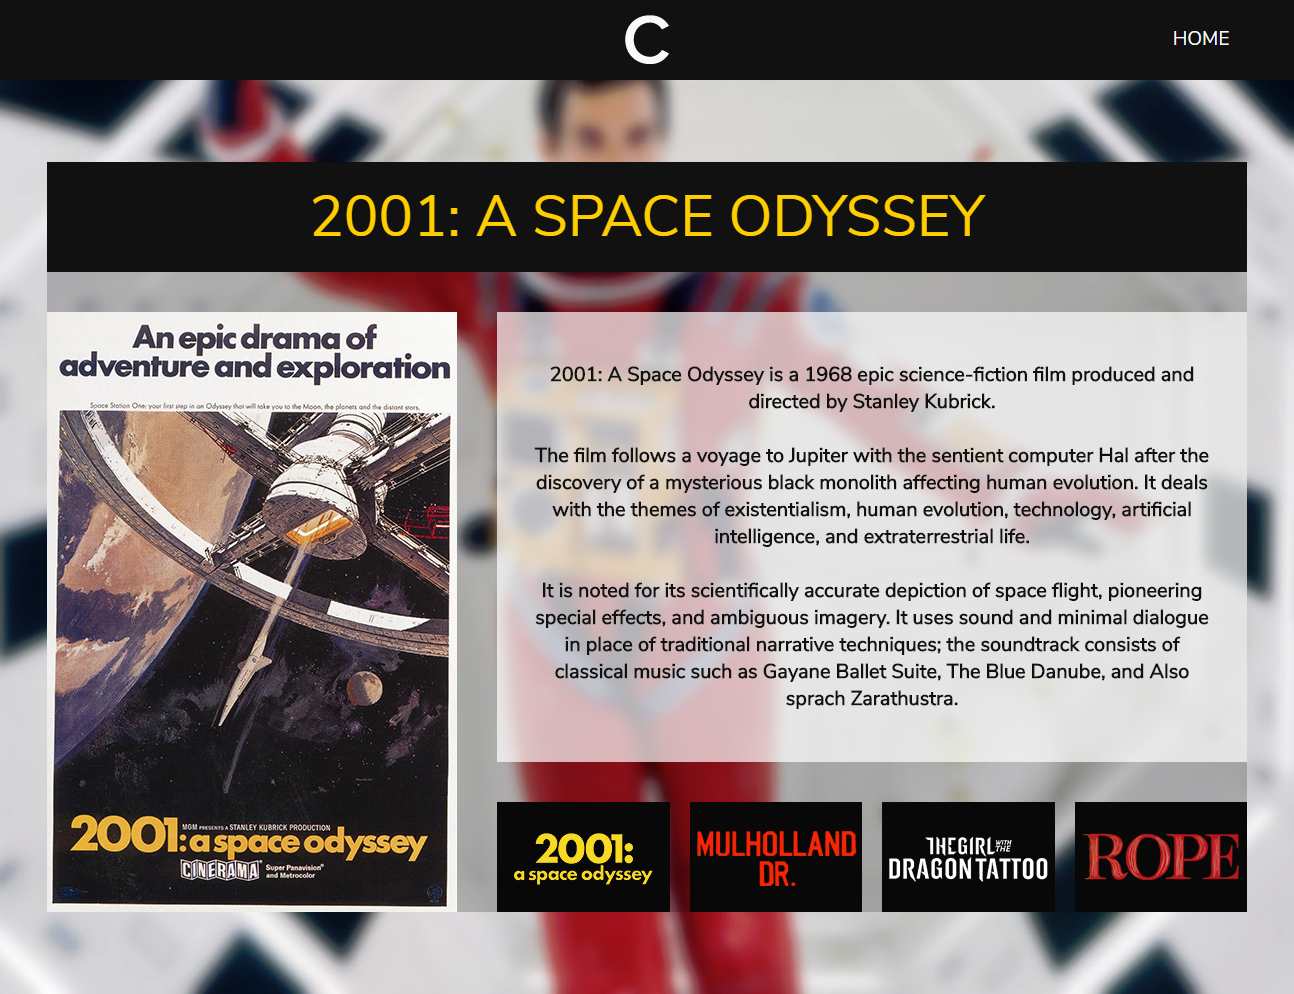 C
HOME
2001: A SPACE ODYSSEY
An epic drama of
adventure and exploration
Space Station One: your first step in an Odyssey that will take you to the Moon, the planets and the distant stars.
MGM PRESENTS A STANLEY KUBRICK PRODUCTION
2001: a space odyssey
CINERAMA® Super Panavision®
and Metrocolor
2001: A Space Odyssey is a 1968 epic science-fiction film produced and
directed by Stanley Kubrick.
The film follows a voyage to Jupiter with the sentient computer Hal after the
discovery of a mysterious black monolith affecting human evolution. It deals
with the themes of existentialism, human evolution, technology, artificial
intelligence, and extraterrestrial life.
It is noted for its scientifically accurate depiction of space flight, pioneering
special effects, and ambiguous imagery. It uses sound and minimal dialogue
in place of traditional narrative techniques; the soundtrack consists of
classical music such as Gayane Ballet Suite, The Blue Danube, and Also
sprach Zarathustra.
2001:
a space odyssey
MULHOLLAND
DR.
THE GIRL WITH THE
DRAGON TATTOO
ROPE